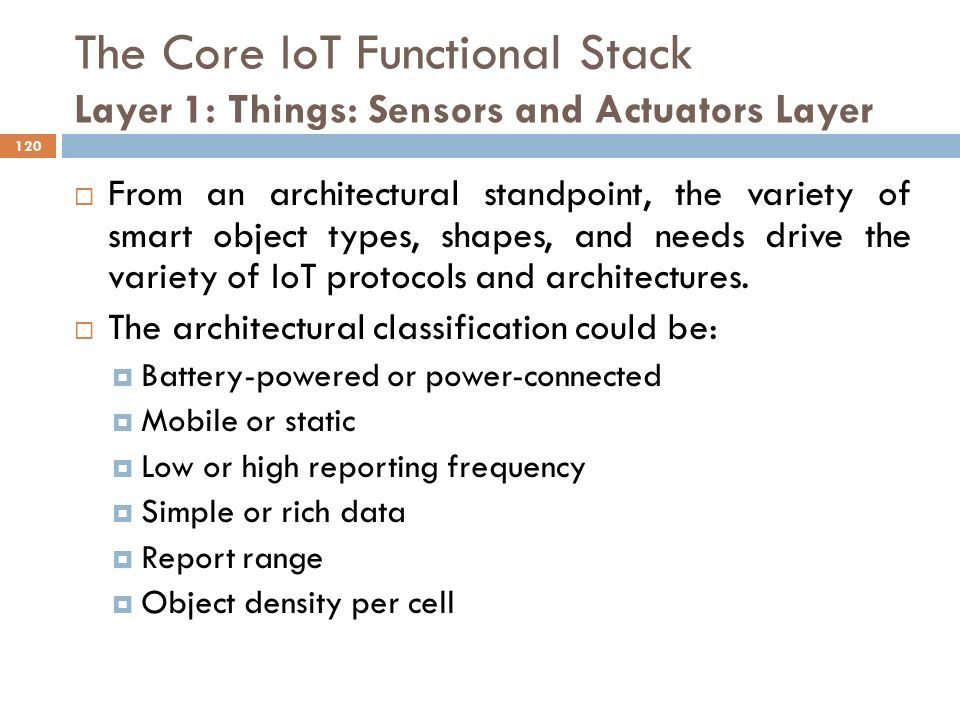 The Core IoT Functional Stack
Layer 1: Things: Sensors and Actuators Layer
120
From an architectural standpoint, the variety of
smart object types, shapes, and needs drive the
variety of IoT protocols and architectures.
The architectural classification could be:
Battery-powered or power-connected
Mobile or static
Low or high reporting frequency
Simple or rich data
Report range
Object density per cell